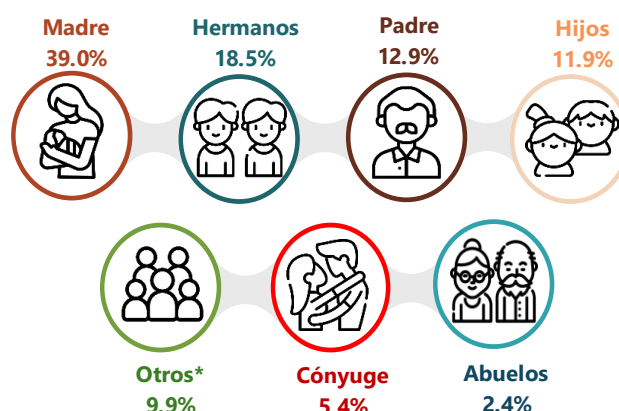 Madre
39.0%
Hermanos
18.5%
Padre
12.9%
Hijos
11.9%
Otros*
9.9%
Cónyuge
5.4%
Abuelos
2.4%